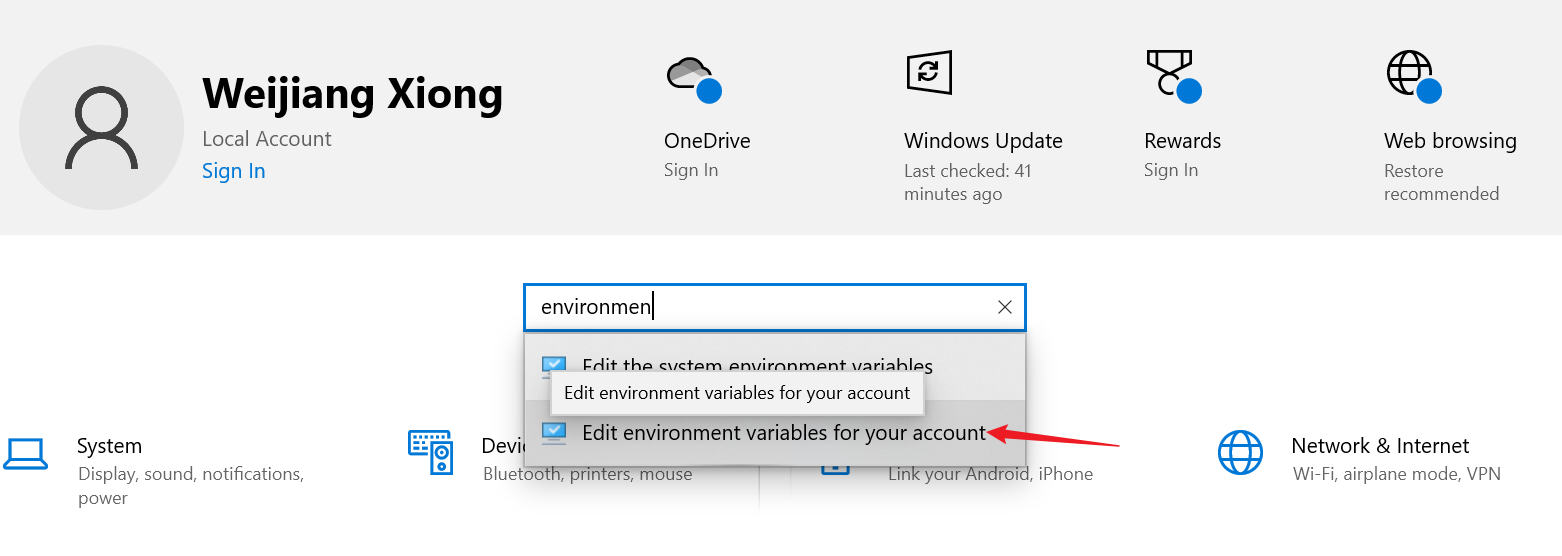 Weijiang Xiong
Local Account
Sign In
OneDrive
Sign In
Windows Update
Last checked: 41
minutes ago
Rewards
Sign In
Web browsing
Restore
recommended
environmen
Edit the system environment variables
Edit environment variables for your account
Edit environment variables for your account
System
Display, sound, notifications,
power
Devi
Bluetooth, printers, mouse
Link your Android, iPhone
Network & Internet
Wi-Fi, airplane mode, VPN